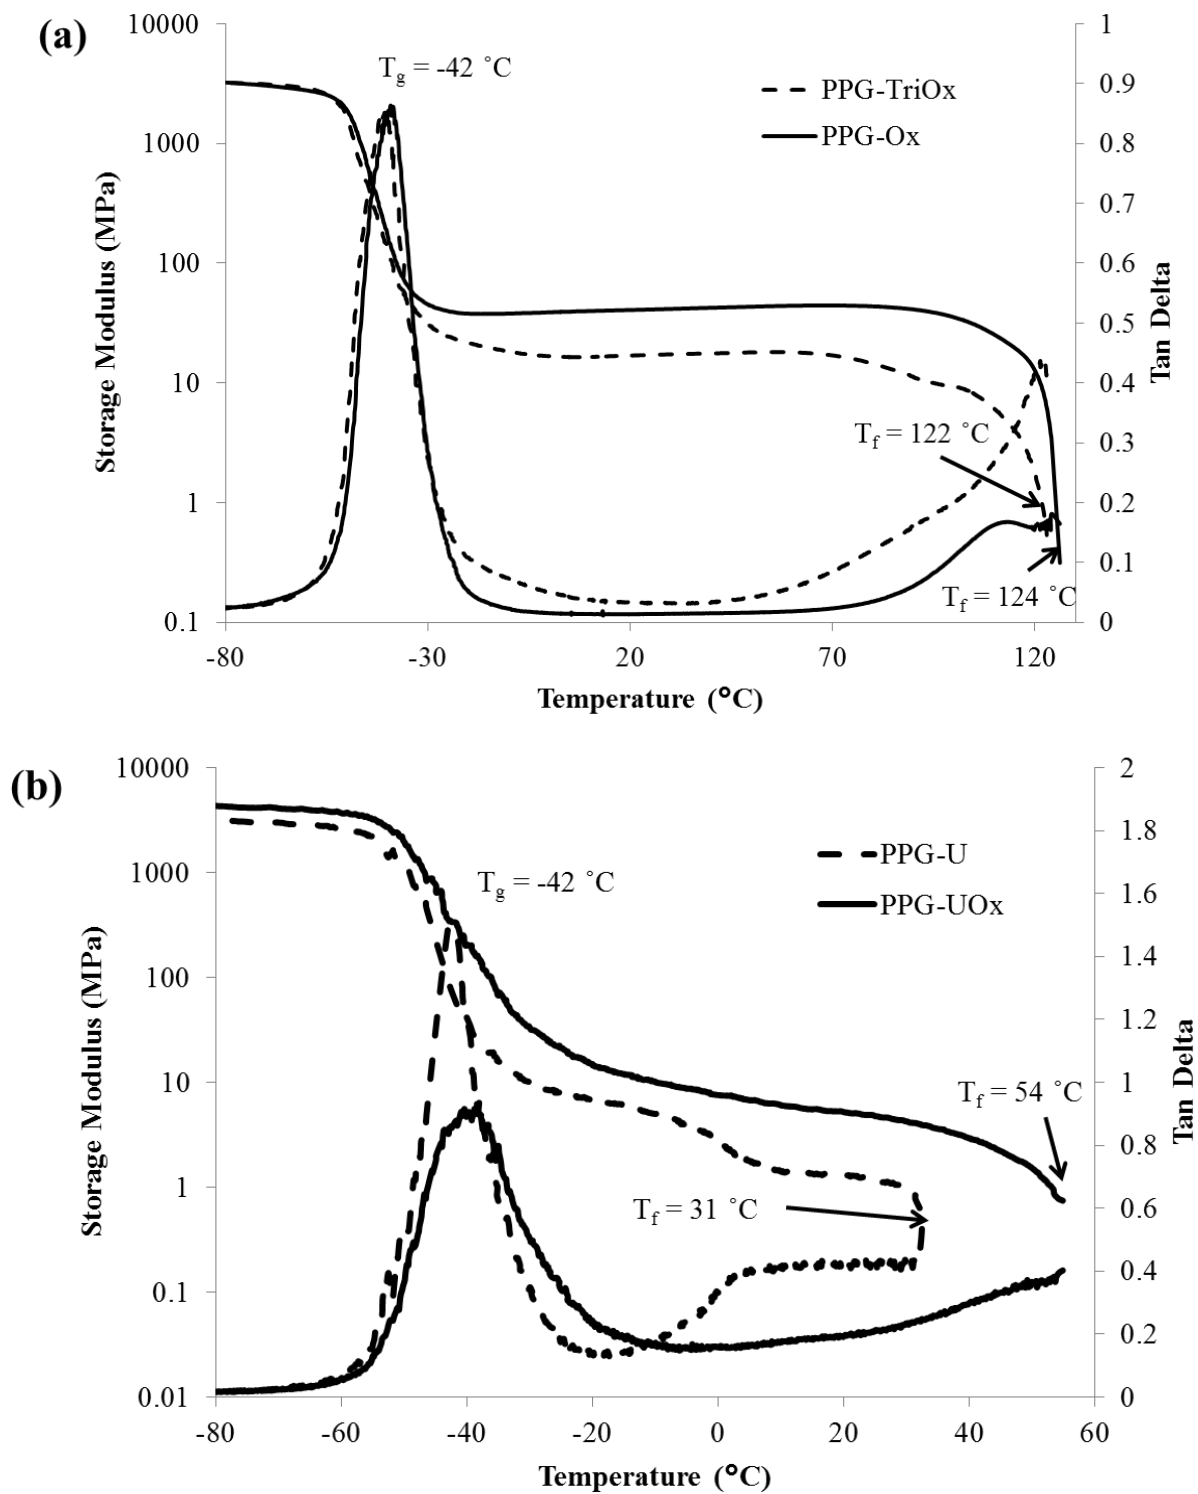 (a)
10000
1000
100
10
1
0.1
Storage Modulus (MPa)
T_g = -42 ˚C
PPG-TriOx
PPG-Ox
T_f = 122 ˚C
T_f = 124 ˚C
1
0.9
0.8
0.7
0.6
0.5
0.4
0.3
0.2
0.1
0
Tan Delta
-80 -30 20 70 120
Temperature (°C)
(b)
10000
1000
100
10
1
0.1
0.01
Storage Modulus (MPa)
T_g = -42 ˚C
PPG-U
PPG-UOx
T_f = 54 ˚C
T_f = 31 ˚C
2
1.8
1.6
1.4
1.2
1
0.8
0.6
0.4
0.2
0
Tan Delta
-80 -60 -40 -20 0 20 40 60
Temperature (°C)